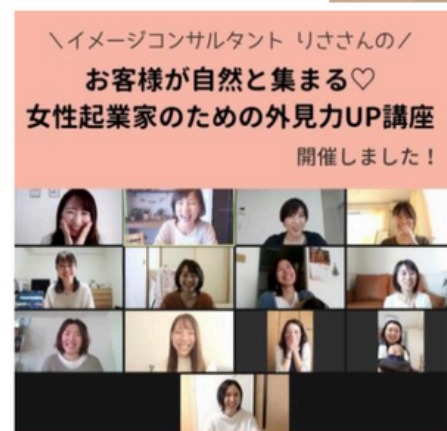 ＼イメージコンサルタント りささんの／
お客様が自然と集まる♡
女性起業家のための外見力UP講座
開催しました！